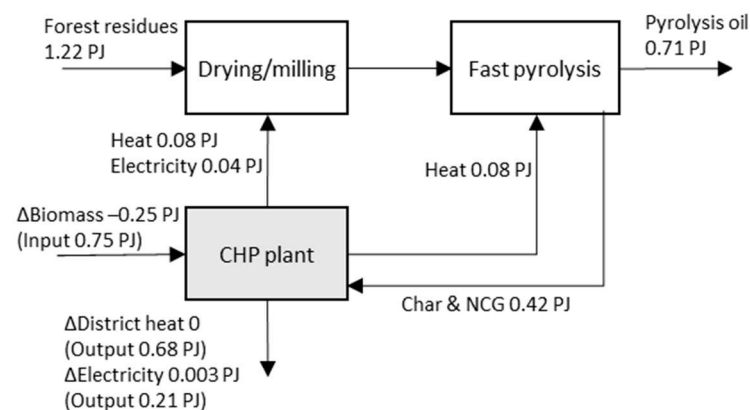 Forest residues
1.22 PJ
Drying/milling
Fast pyrolysis
Pyrolysis oil
0.71 PJ
Heat 0.08 PJ
Electricity 0.04 PJ
Heat 0.08 PJ
ΔBiomass –0.25 PJ
(Input 0.75 PJ)
CHP plant
Char & NCG 0.42 PJ
ΔDistrict heat 0
(Output 0.68 PJ)
ΔElectricity 0.003 PJ
(Output 0.21 PJ)